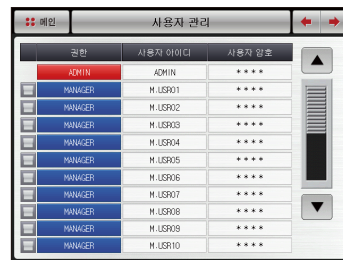 메인 사용자 관리
권한 사용자 아이디 사용자 암호
ADMIN ADMIN ****
MANAGER M.USR01 ****
MANAGER M.USR02 ****
MANAGER M.USR03 ****
MANAGER M.USR04 ****
MANAGER M.USR05 ****
MANAGER M.USR06 ****
MANAGER M.USR07 ****
MANAGER M.USR08 ****
MANAGER M.USR09 ****
MANAGER M.USR10 ****